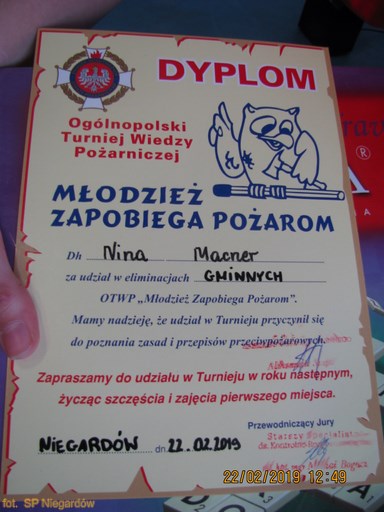 DYPLOM
Ogólnopolski
Turniej Wiedzy
Pożarniczej
MŁODZIEŻ
ZAPOBIEGA POŻAROM
Dh Nina Macner
za udział w eliminacjach GMINNYCH
OTWP „Młodzież Zapobiega Pożarom”.
Mamy nadzieję, że udział w Turnieju przyczynił się
do poznania zasad i przepisów przeciwpożarowych.
Zapraszamy do udziału w Turnieju w roku następnym,
życząc szczęścia i zajęcia pierwszego miejsca.
Przewodniczący Jury
Starszy Specjalista
NIEGARDÓW dn. 22.02.2019
22/02/2019 12:49
fot. SP Niegardów